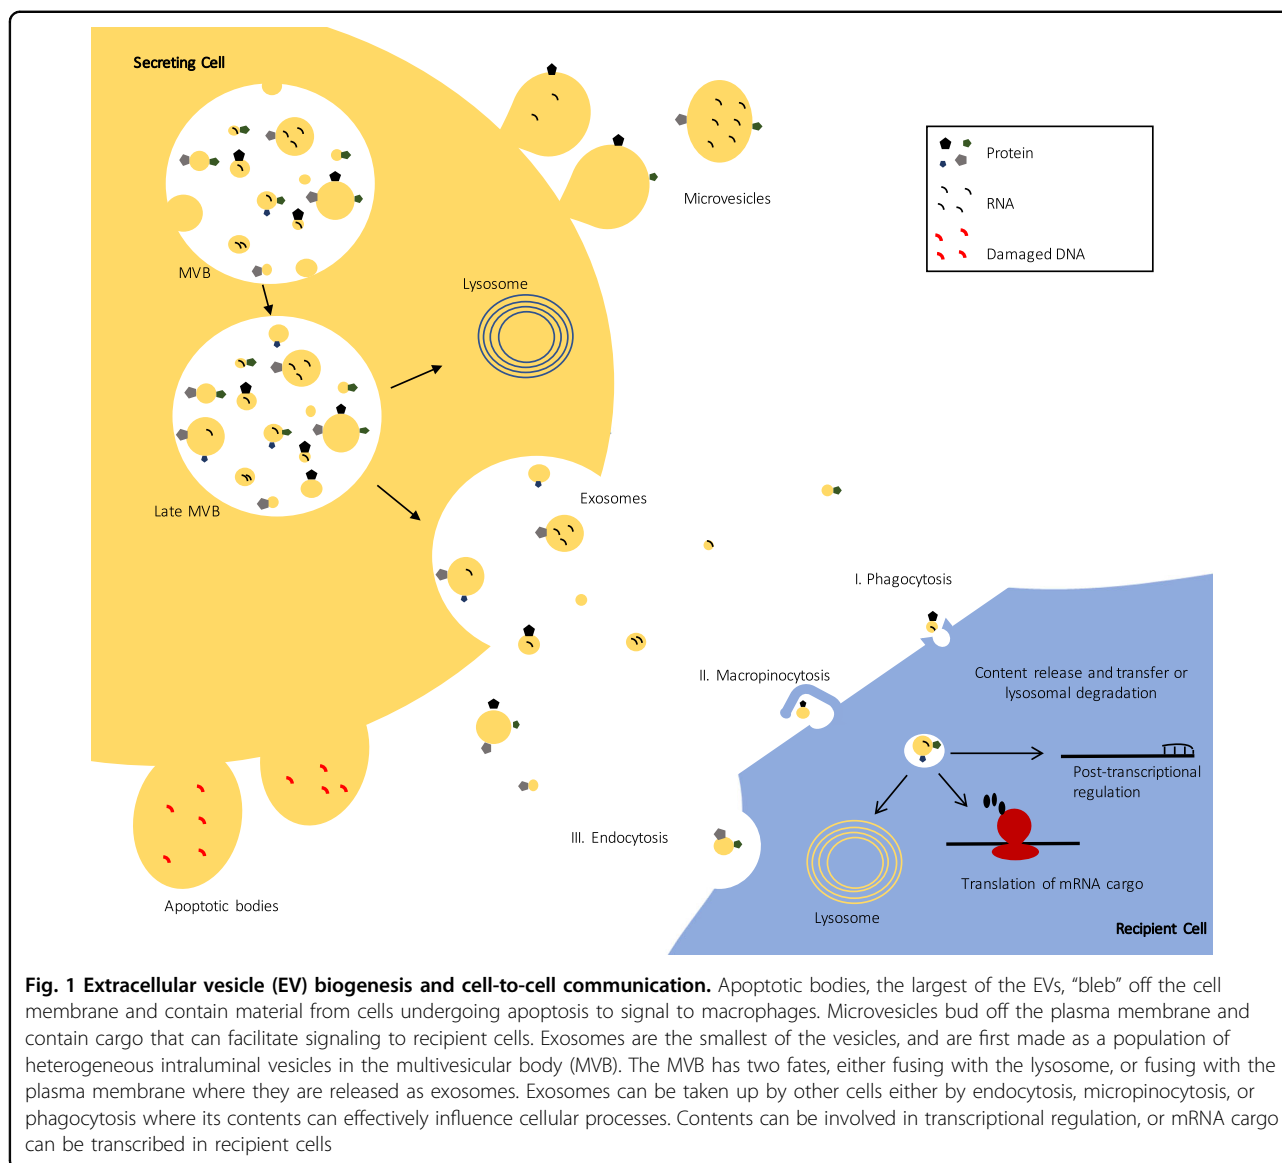 Secreting Cell
MVB
Late MVB
Lysosome
Microvesicles
Protein
RNA
Damaged DNA
Exosomes
Apoptotic bodies
I. Phagocytosis
II. Macropinocytosis
III. Endocytosis
Content release and transfer or
lysosomal degradation
Post-transcriptional
regulation
Translation of mRNA cargo
Lysosome
Recipient Cell
Fig. 1 Extracellular vesicle (EV) biogenesis and cell-to-cell communication. Apoptotic bodies, the largest of the EVs, “bleb” off the cell
membrane and contain material from cells undergoing apoptosis to signal to macrophages. Microvesicles bud off the plasma membrane and
contain cargo that can facilitate signaling to recipient cells. Exosomes are the smallest of the vesicles, and are first made as a population of
heterogeneous intraluminal vesicles in the multivesicular body (MVB). The MVB has two fates, either fusing with the lysosome, or fusing with the
plasma membrane where they are released as exosomes. Exosomes can be taken up by other cells either by endocytosis, micropinocytosis, or
phagocytosis where its contents can effectively influence cellular processes. Contents can be involved in transcriptional regulation, or mRNA cargo
can be transcribed in recipient cells